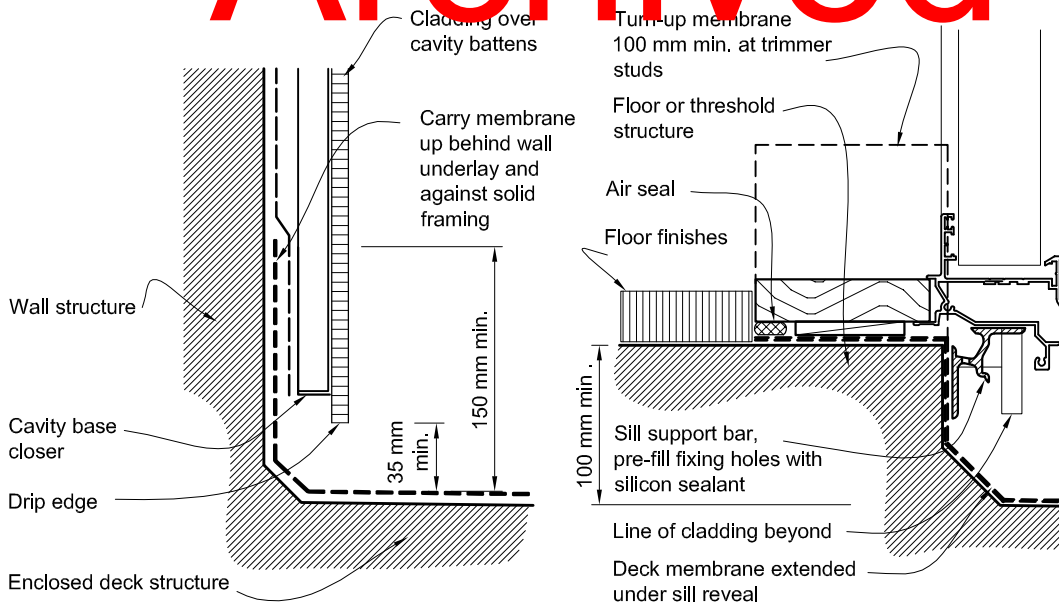 Archived
Cladding over
cavity battens
Carry membrane
up behind wall
underlay and
against solid
framing
Wall structure
150 mm min.
35 mm
min.
Cavity base
closer
Drip edge
Enclosed deck structure
Turn-up membrane
100 mm min. at trimmer
studs
Floor or threshold
structure
Air seal
Floor finishes
100 mm min.
Sill support bar,
pre-fill fixing holes with
silicon sealant
Line of cladding beyond
Deck membrane extended
under sill reveal